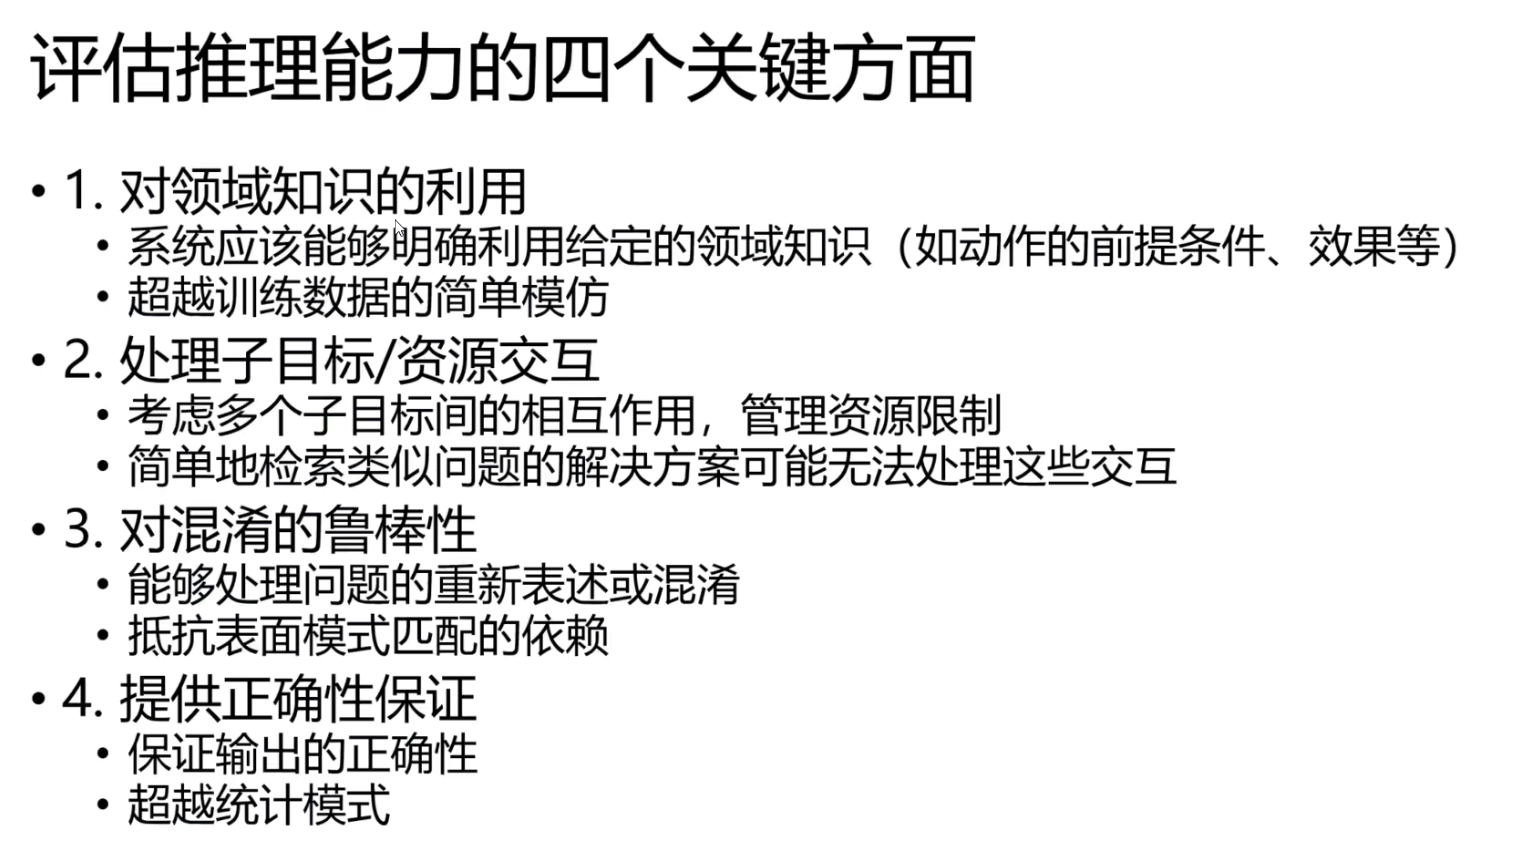 评估推理能力的四个关键方面
• 1. 对领域知识的利用
• 系统应该能够明确利用给定的领域知识（如动作的前提条件、效果等）
• 超越训练数据的简单模仿
• 2. 处理子目标/资源交互
• 考虑多个子目标间的相互作用，管理资源限制
• 简单地检索类似问题的解决方案可能无法处理这些交互
• 3. 对混淆的鲁棒性
• 能够处理问题的重新表述或混淆
• 抵抗表面模式匹配的依赖
• 4. 提供正确性保证
• 保证输出的正确性
• 超越统计模式